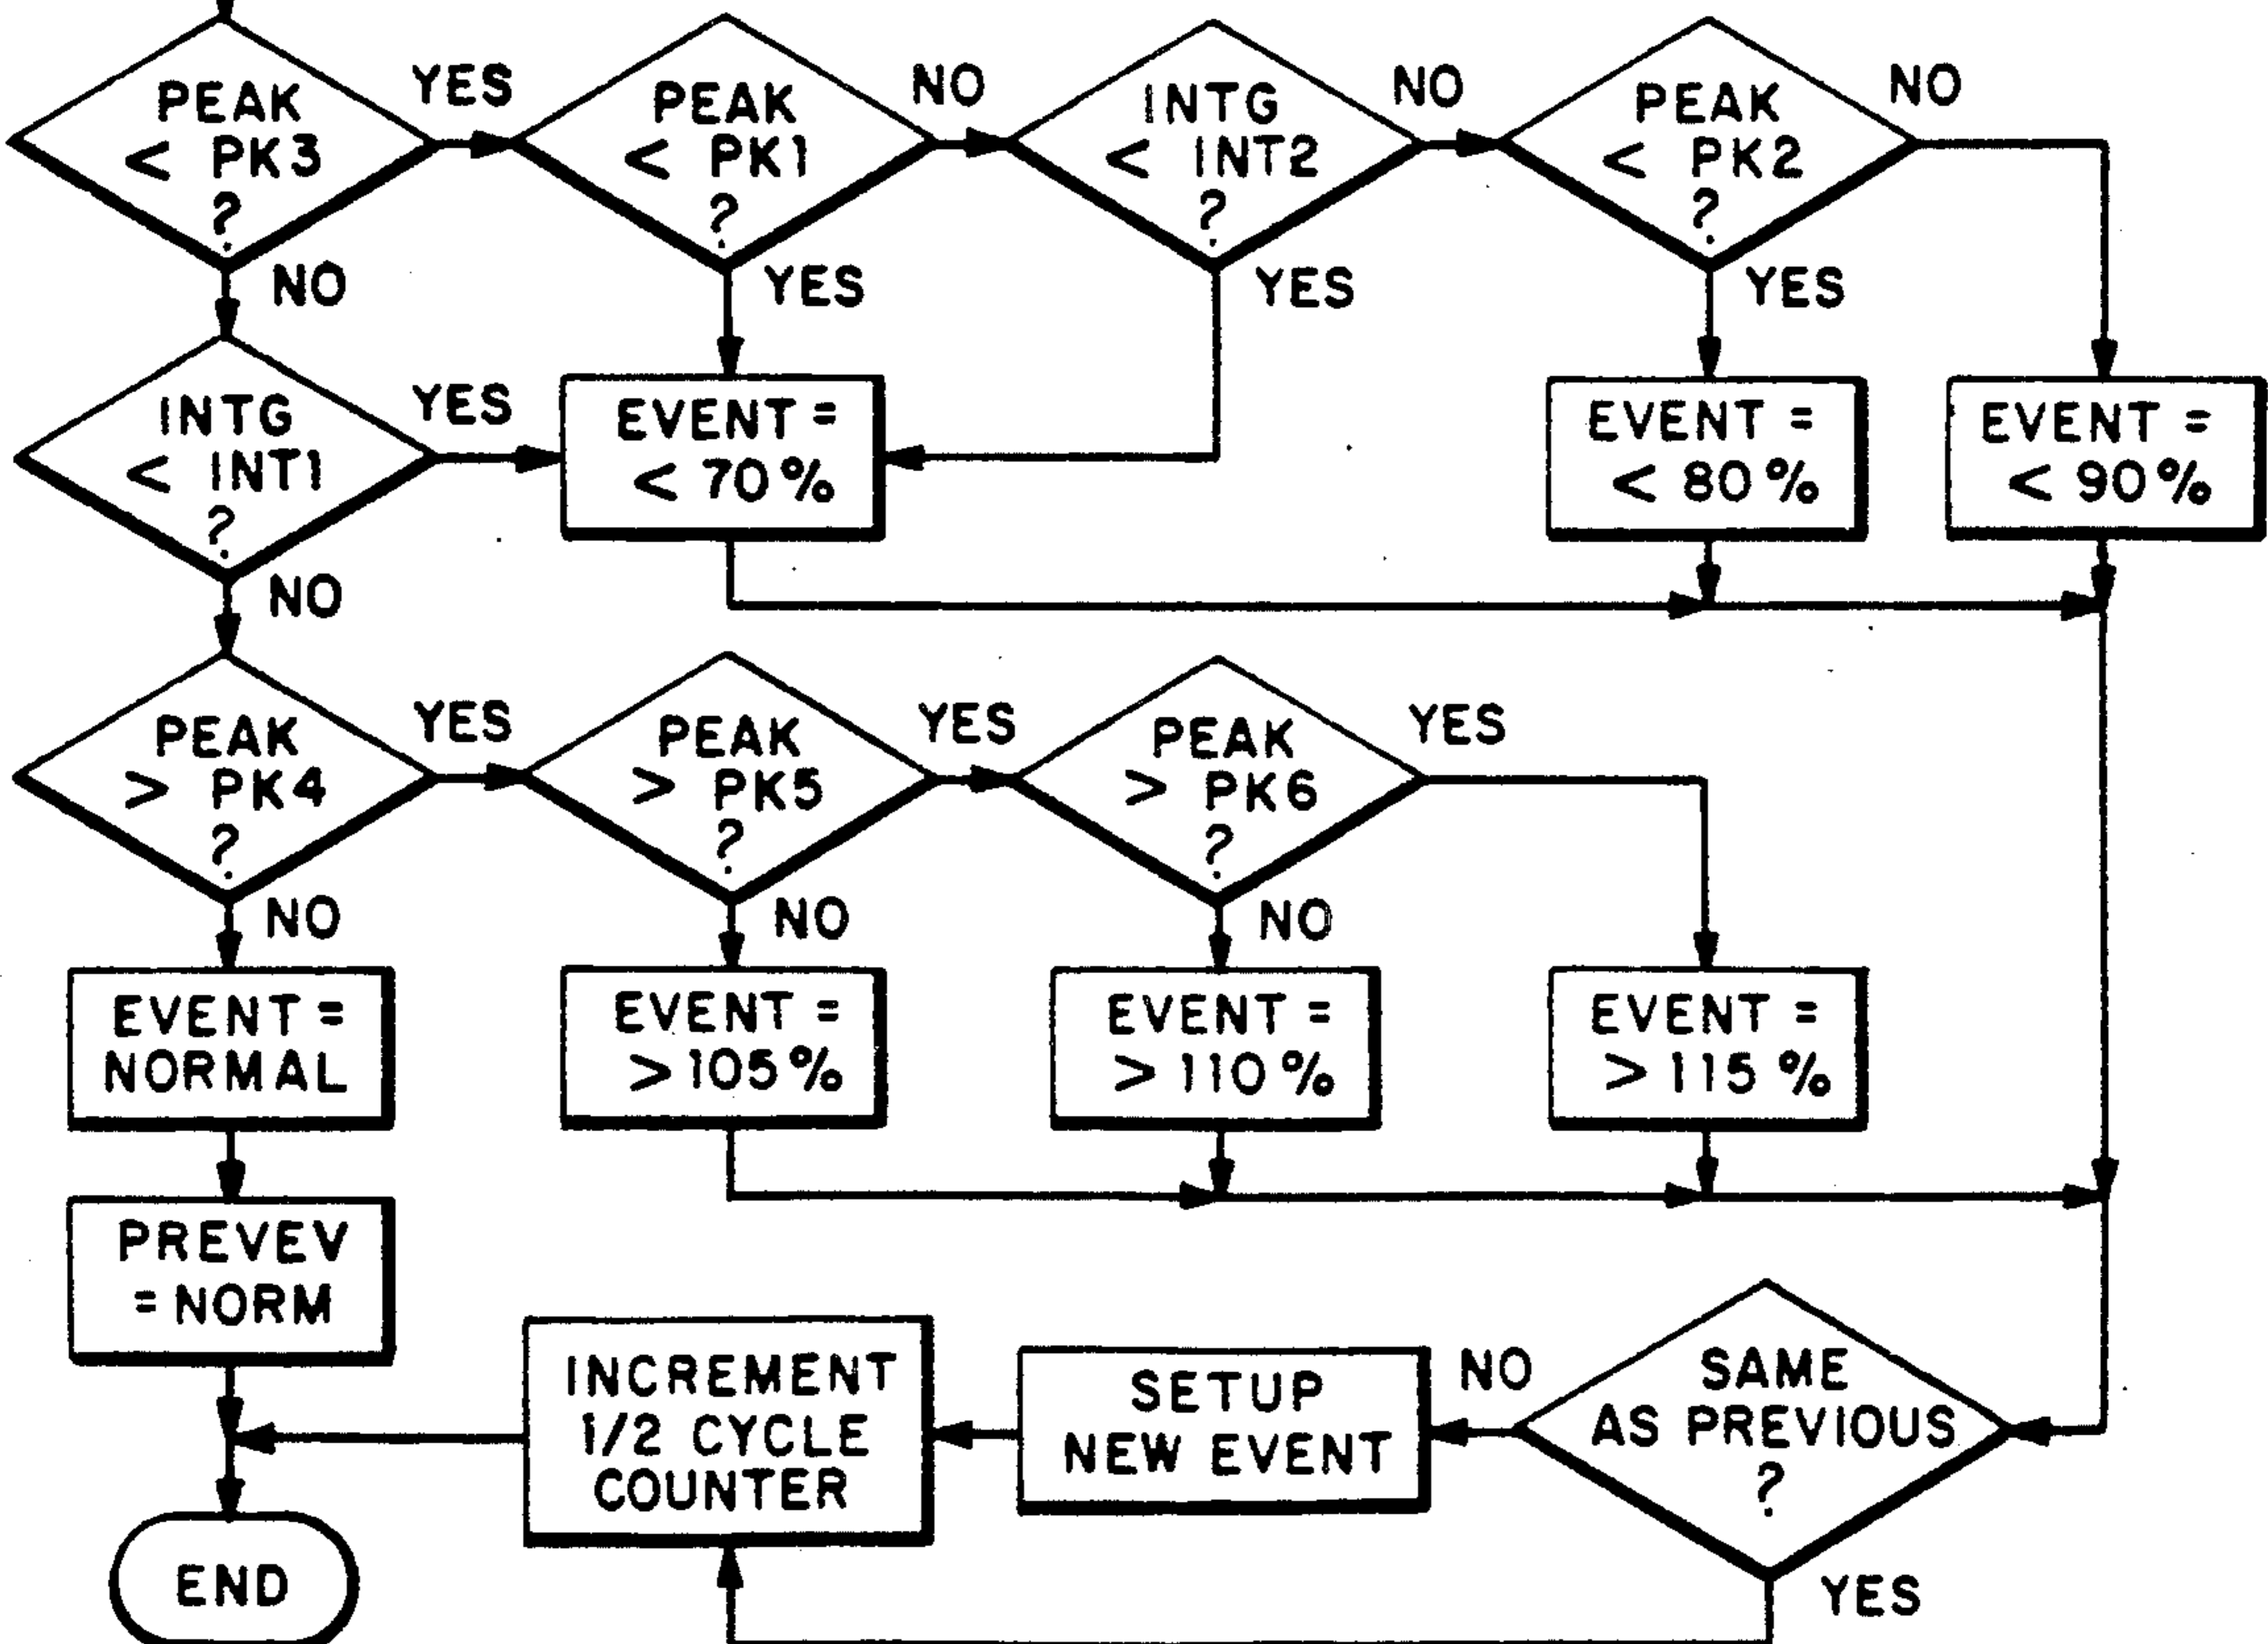 PEAK
< PK3
?
YES
PEAK
< PK1
?
NO
INTG
< INT2
?
NO
PEAK
< PK2
?
NO
NO
YES
YES
YES
INTG
< INT1
?
YES
EVENT =
< 70%
EVENT =
< 80%
EVENT =
< 90%
NO
PEAK
> PK4
?
YES
PEAK
> PK5
?
YES
PEAK
> PK6
?
YES
NO
NO
NO
EVENT =
NORMAL
EVENT =
> 105%
EVENT =
> 110%
EVENT =
> 115%
PREVEV
= NORM
INCREMENT
1/2 CYCLE
COUNTER
SETUP
NEW EVENT
NO
SAME
AS PREVIOUS
?
YES
END